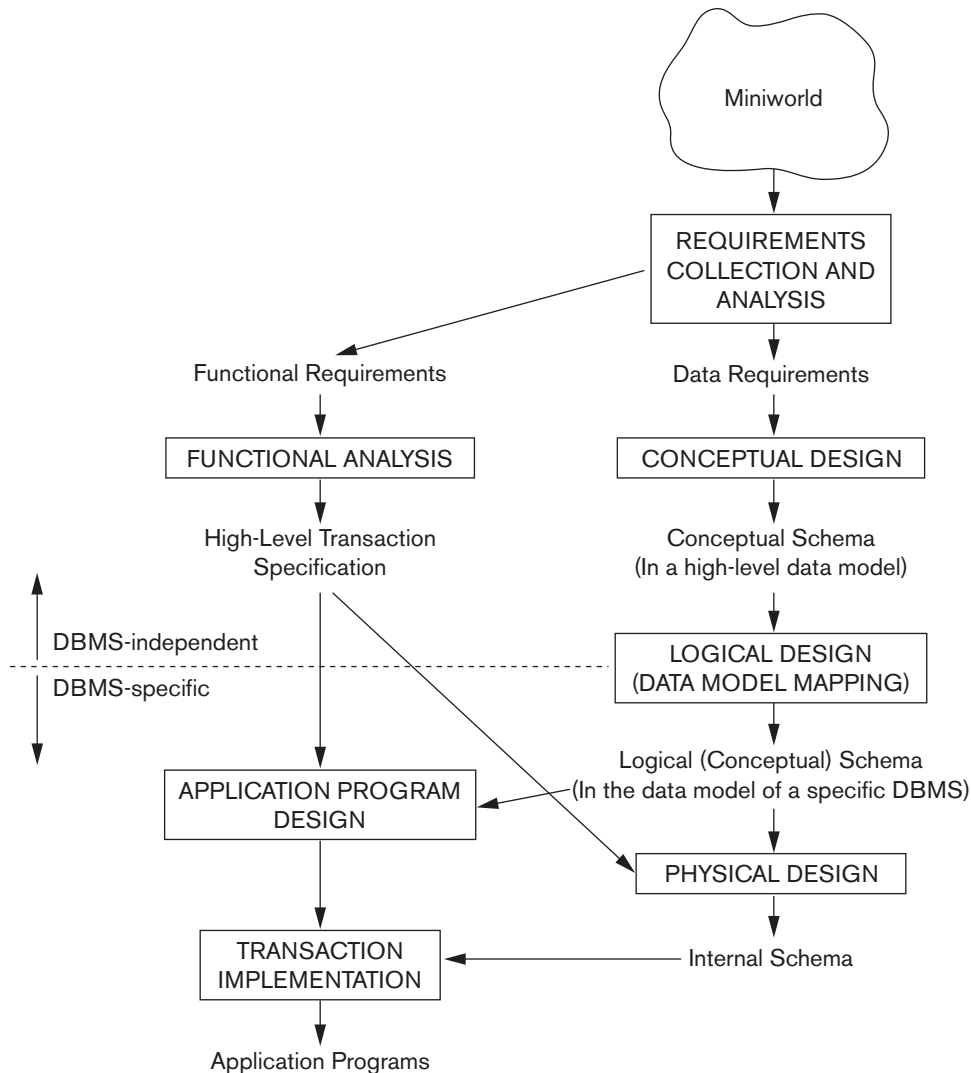 Miniworld
REQUIREMENTS
COLLECTION AND
ANALYSIS
Functional Requirements
Data Requirements
FUNCTIONAL ANALYSIS
CONCEPTUAL DESIGN
High-Level Transaction
Specification
Conceptual Schema
(In a high-level data model)
DBMS-independent
DBMS-specific
LOGICAL DESIGN
(DATA MODEL MAPPING)
Logical (Conceptual) Schema
(In the data model of a specific DBMS)
APPLICATION PROGRAM
DESIGN
PHYSICAL DESIGN
TRANSACTION
IMPLEMENTATION
Internal Schema
Application Programs